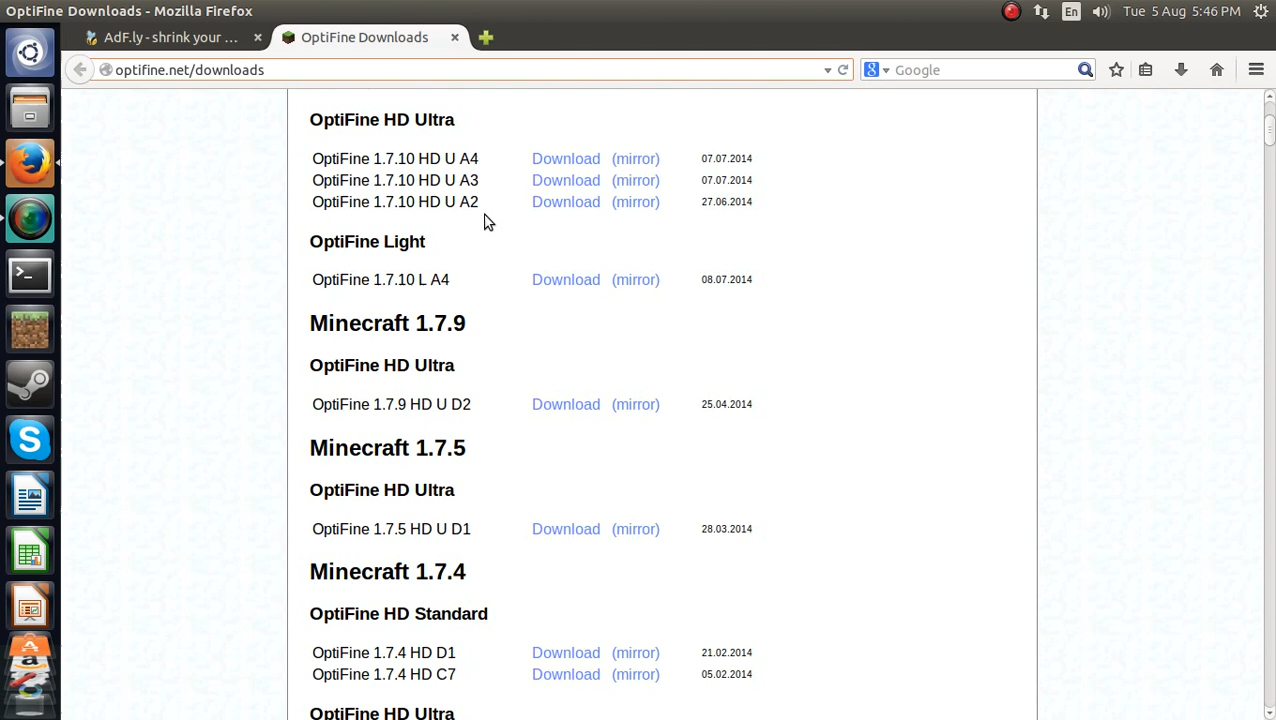 OptiFine Downloads - Mozilla Firefox
En
Tue 5 Aug 5:46 PM
AdF.ly - shrink your ...
OptiFine Downloads
optifine.net/downloads
Google
OptiFine HD Ultra
OptiFine 1.7.10 HD U A4 Download (mirror) 07.07.2014
OptiFine 1.7.10 HD U A3 Download (mirror) 07.07.2014
OptiFine 1.7.10 HD U A2 Download (mirror) 27.06.2014
OptiFine Light
OptiFine 1.7.10 L A4 Download (mirror) 08.07.2014
Minecraft 1.7.9
OptiFine HD Ultra
OptiFine 1.7.9 HD U D2 Download (mirror) 25.04.2014
Minecraft 1.7.5
OptiFine HD Ultra
OptiFine 1.7.5 HD U D1 Download (mirror) 28.03.2014
Minecraft 1.7.4
OptiFine HD Standard
OptiFine 1.7.4 HD D1 Download (mirror) 21.02.2014
OptiFine 1.7.4 HD C7 Download (mirror) 05.02.2014
OptiFine HD Ultra